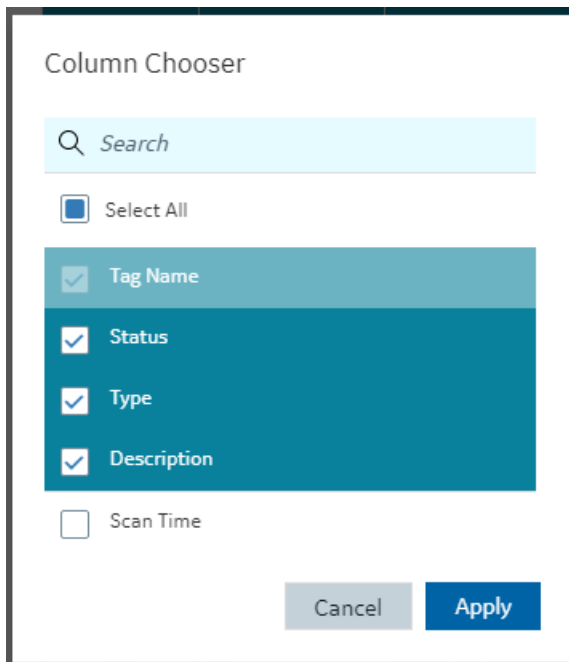 Column Chooser
Search
Select All
Tag Name
Status
Type
Description
Scan Time
Cancel Apply